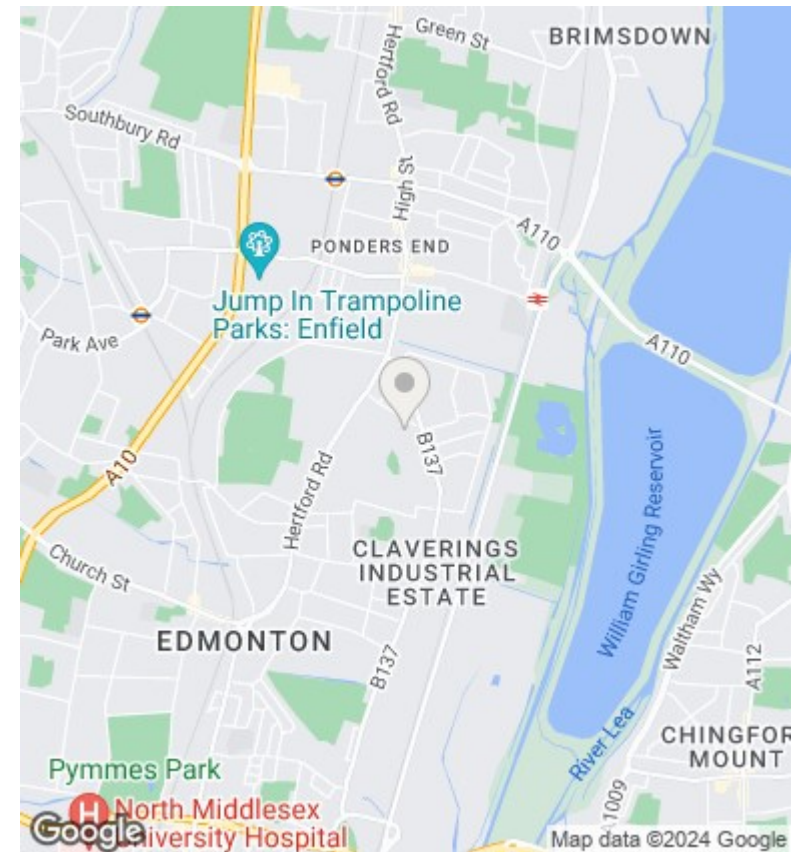 Green St
BRIMSDOWN
Hertford Rd
Southbury Rd
High St
A110
PONDERS END
Jump In Trampoline
Parks: Enfield
Park Ave
A110
A10
B137
Hertford Rd
William Girling Reservoir
CLAVERINGS
INDUSTRIAL
ESTATE
Church St
Waltham Wy
EDMONTON
B137
A112
CHINGFOR
MOUNT
River Lea
Pymmes Park
A1009
H
North Middlesex
University Hospital
Google
Map data ©2024 Google